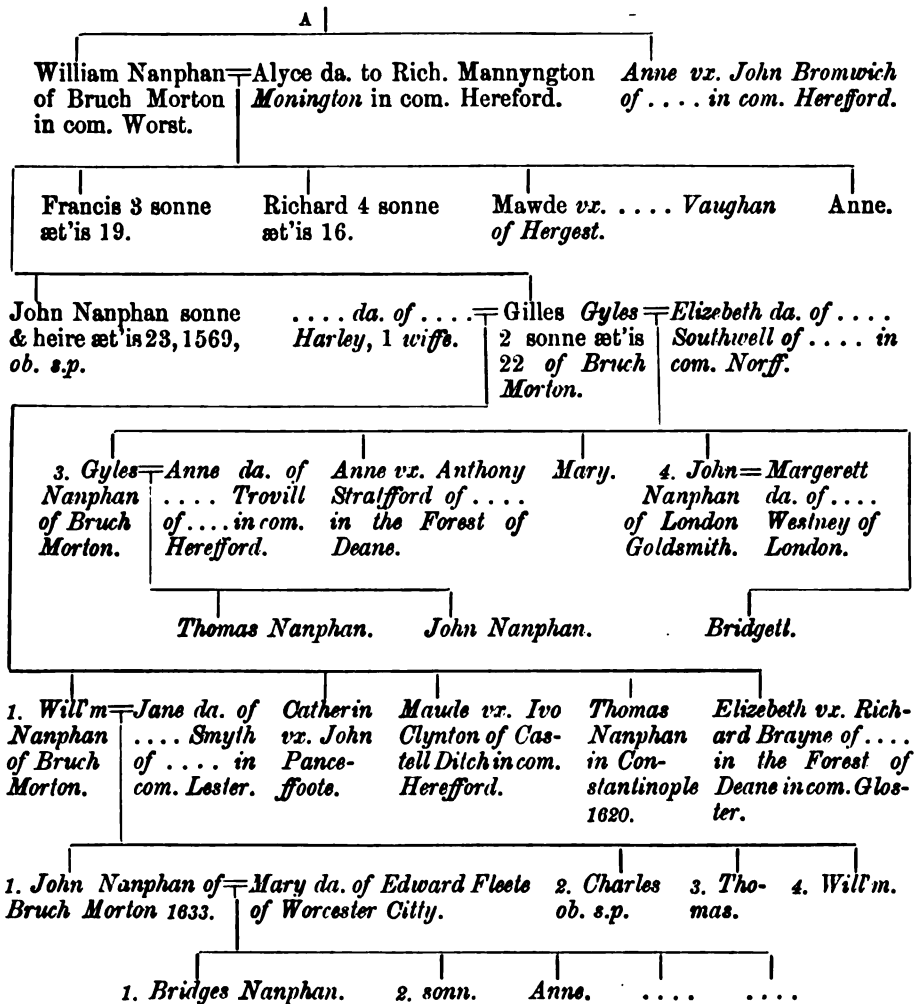 A
William Nanphan=Alyce da. to Rich. Mannyngton Anne vx. John Bromwich
of Bruch Morton Monington in com. Hereford. of . . . . in com. Herefford.
in com. Worst.
Francis 3 sonne Richard 4 sonne Mawde vx. . . . . Vaughan Anne.
æt'is 19. æt'is 16. of Hergest.
John Nanphan sonne . . . . da. of . . . .=Gilles Gyles=Elizebeth da. of . . . .
& heire æt'is 23, 1569, Harley, 1 wiffe. 2 sonne æt'is Southwell of . . . . in
ob. s.p. 22 of Bruch com. Norff.
Morton.
3. Gyles=Anne da. of Anne vx. Anthony Mary. 4. John=Margerett
Nanphan . . . . Trovill Stratfford of . . . . Nanphan da. of . . . .
of Bruch of . . . . in com. in the Forest of of London Westney of
Morton. Herefford. Deane. Goldsmith. London.
Thomas Nanphan. John Nanphan. Bridgett.
1. Will'm=Jane da. of Catherin Maude vx. Ivo Thomas Elizebeth vx. Rich-
Nanphan . . . . Smyth vx. John Clynton of Cas- Nanphan ard Brayne of . . . .
of Bruch of . . . . in Pance- tell Ditch in com. in Con- in the Forest of
Morton. com. Lester. ffoote. Herefford. stantinople Deane in com. Glos-
1620. ter.
1. John Nanphan of=Mary da. of Edward Fleete 2. Charles 3. Tho- 4. Will'm.
Bruch Morton 1633. of Worcester Citty. ob. s.p. mas.
1. Bridges Nanphan. 2. sonn. Anne. . . . . . . . .